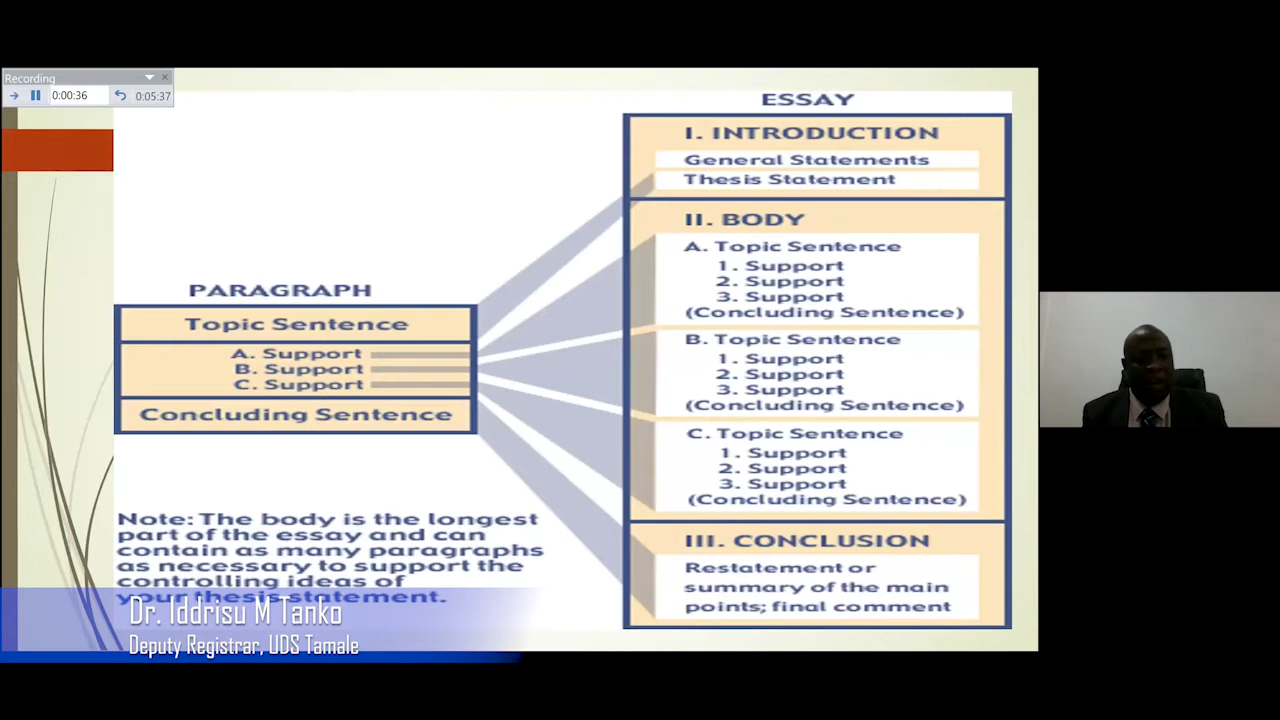 Recording
0:00:36
0:05:37
ESSAY
I. INTRODUCTION
General Statements
Thesis Statement
II. BODY
A. Topic Sentence
1. Support
2. Support
3. Support
(Concluding Sentence)
B. Topic Sentence
1. Support
2. Support
3. Support
(Concluding Sentence)
C. Topic Sentence
1. Support
2. Support
3. Support
(Concluding Sentence)
III. CONCLUSION
Restatement or
summary of the main
points; final comment
PARAGRAPH
Topic Sentence
A. Support
B. Support
C. Support
Concluding Sentence
Note: The body is the longest
part of the essay and can
contain as many paragraphs
as necessary to support the
controlling ideas of
your thesis statement.
Dr. Iddrisu M Tanko
Deputy Registrar, UDS Tamale